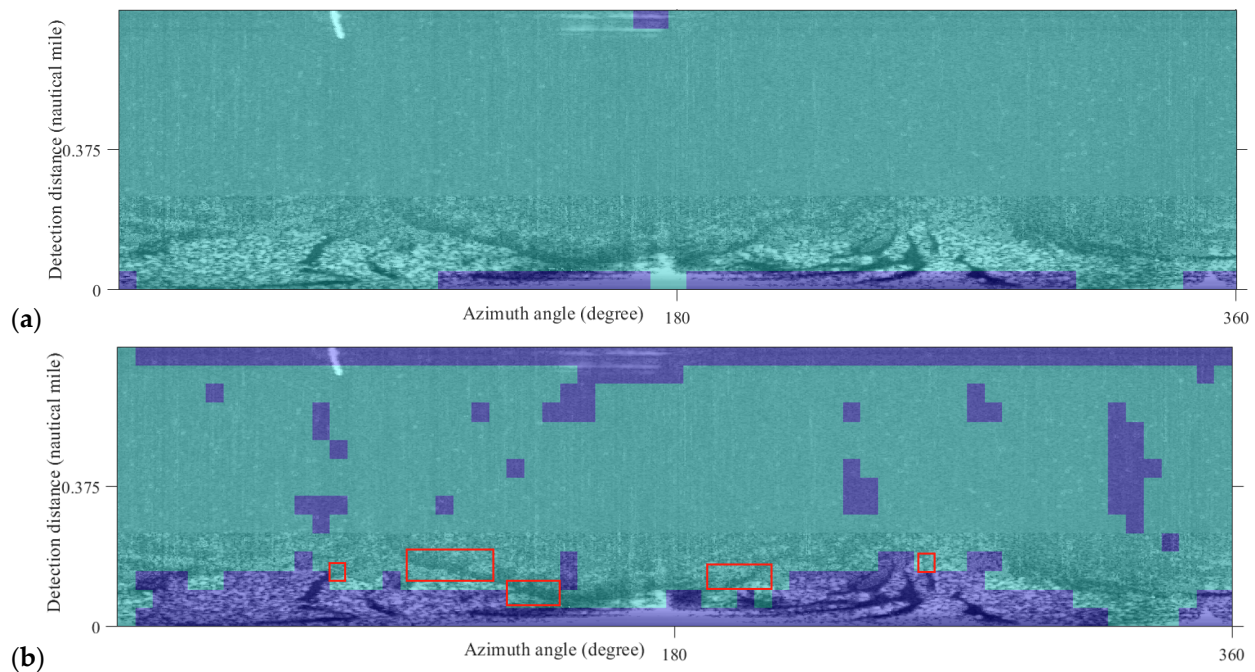 Detection distance (nautical mile)
0.375
0
(a)
Azimuth angle (degree)
180
360
Detection distance (nautical mile)
0.375
0
(b)
Azimuth angle (degree)
180
360